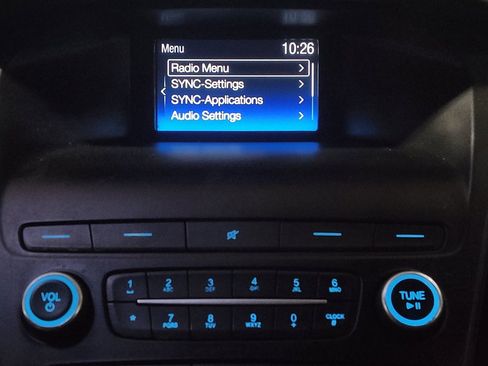 Menu 10:26
Radio Menu >
SYNC-Settings >
SYNC-Applications >
Audio Settings >
1 2 ABC 3 DEF 4 GHI 5 JKL 6 MNO
VOL
TUNE
* 7 PQRS 8 TUV 9 WXYZ 0 + CLOCK #